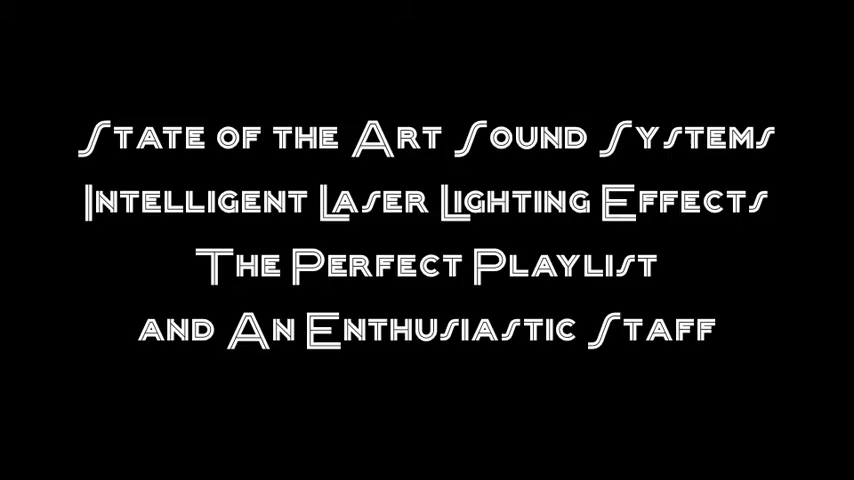 State of the Art Sound Systems
Intelligent Laser Lighting Effects
The Perfect Playlist
and An Enthusiastic Staff